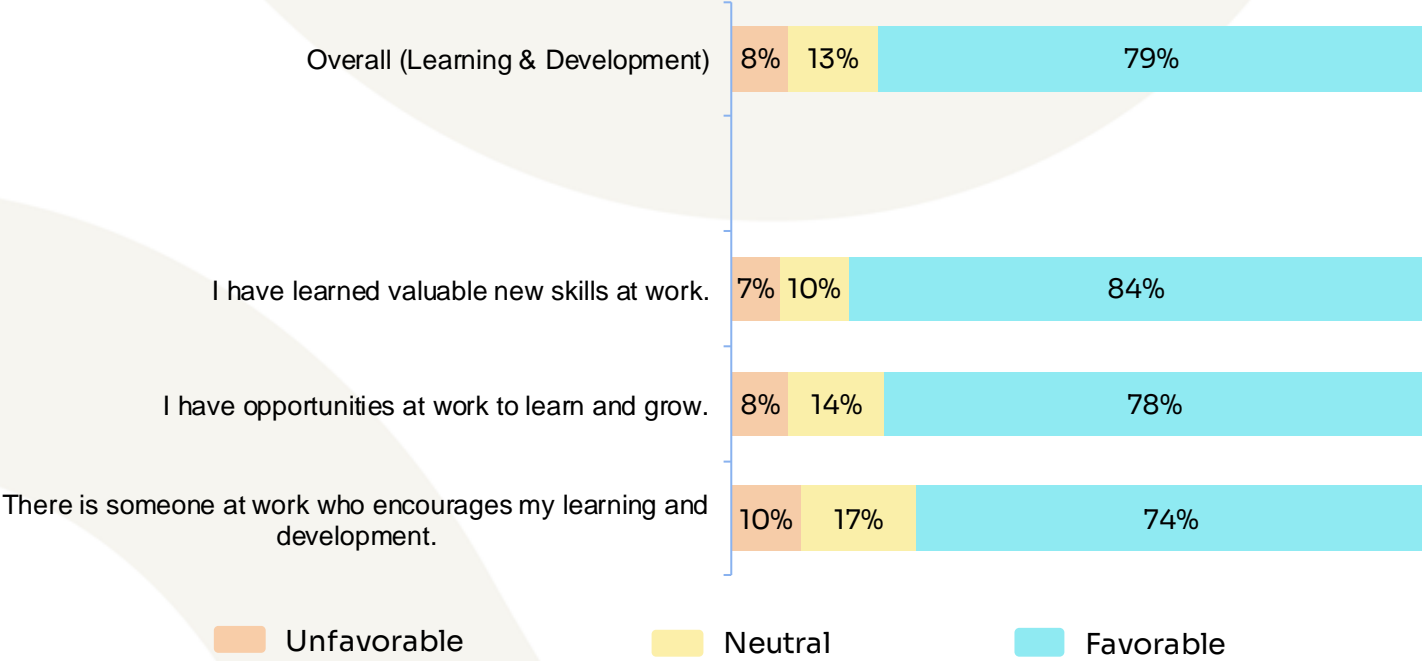 Overall (Learning & Development)
8% 13% 79%
I have learned valuable new skills at work.
7% 10% 84%
I have opportunities at work to learn and grow.
8% 14% 78%
There is someone at work who encourages my learning and
development.
10% 17% 74%
Unfavorable Neutral Favorable